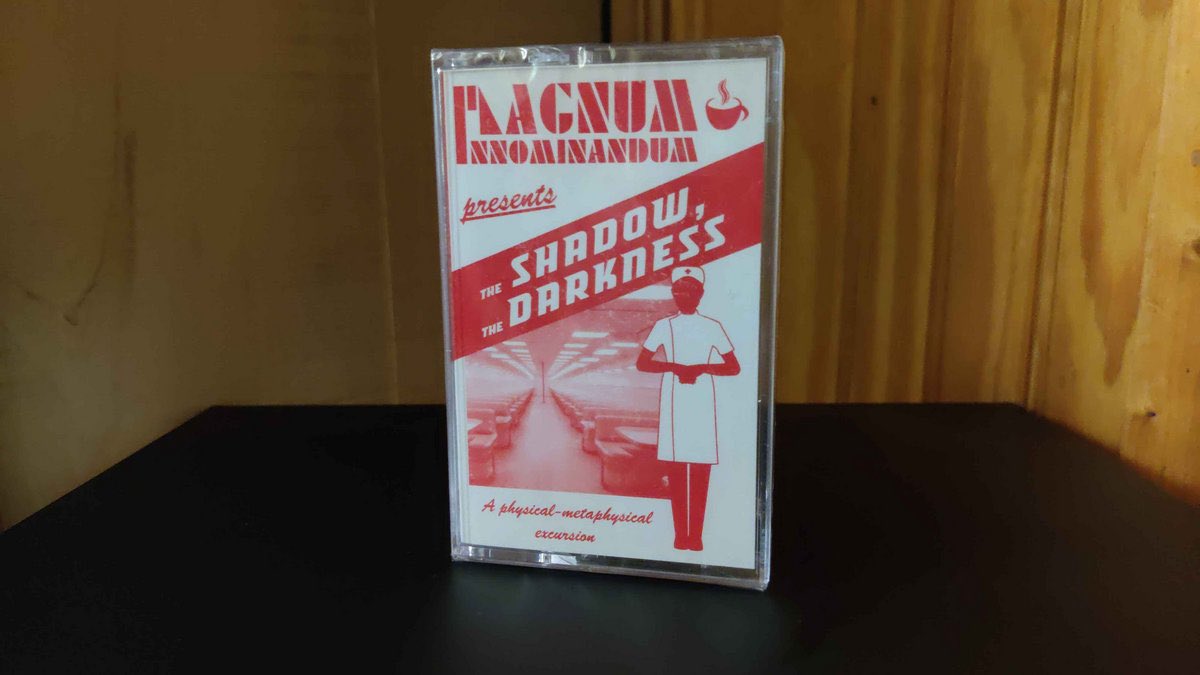 MAGNUM
INNOMINANDUM
presents
THE SHADOW,
THE DARKNESS
A physical-metaphysical
excursion